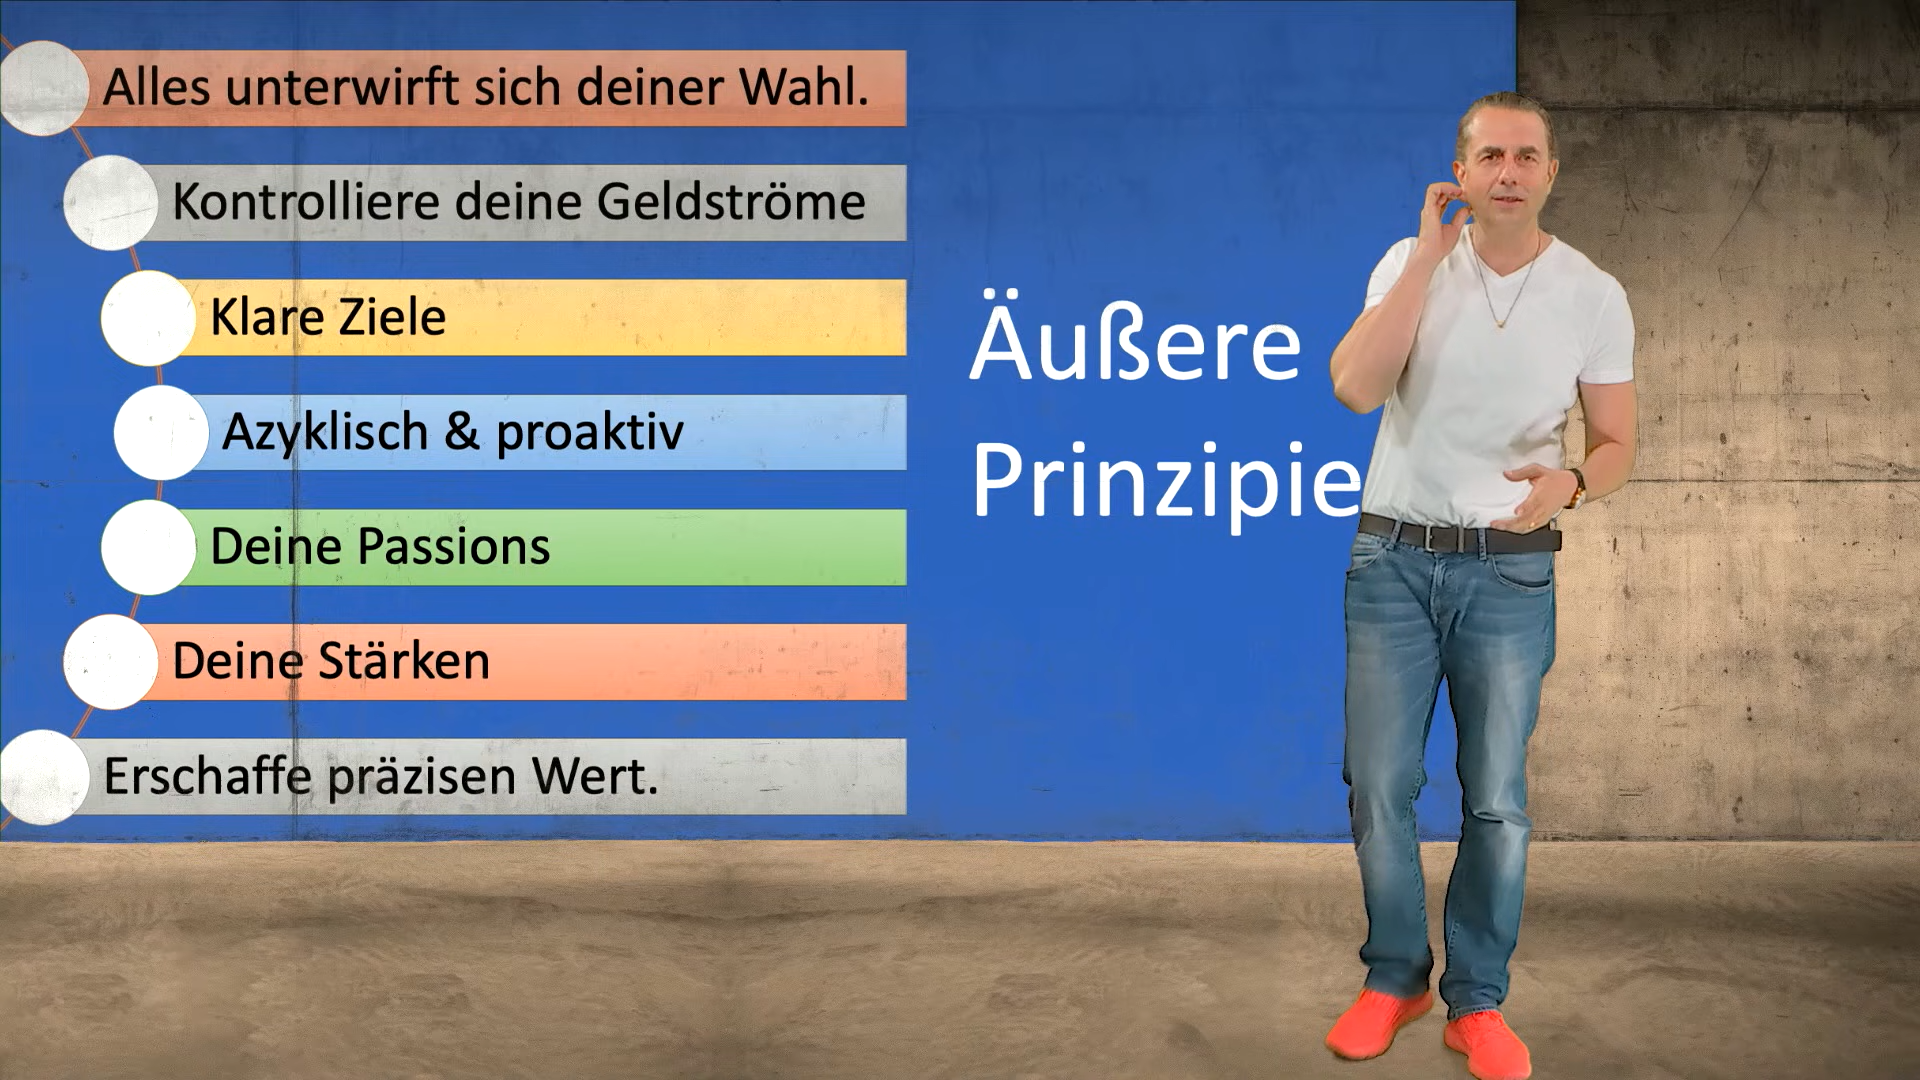 Alles unterwirft sich deiner Wahl.
Kontrolliere deine Geldströme
Klare Ziele
Azyklisch & proaktiv
Deine Passions
Deine Stärken
Erschaffe präzisen Wert.
Äußere
Prinzipie